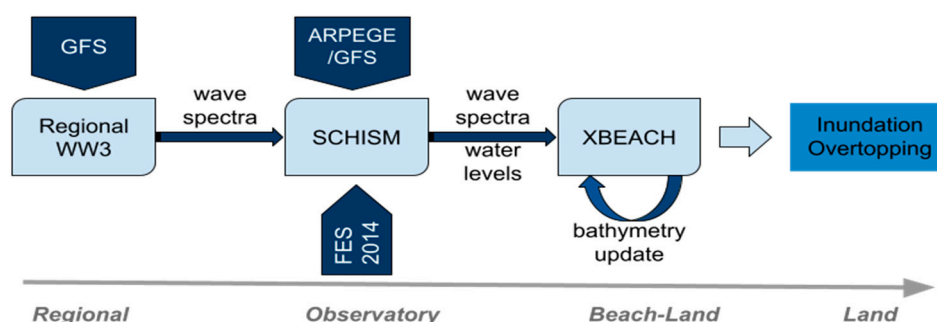 GFS
ARPEGE
/GFS
Regional
WW3
wave
spectra
SCHISM
wave
spectra
water
levels
XBEACH
Inundation
Overtopping
bathymetry
update
FES
2014
Regional
Observatory
Beach-Land
Land